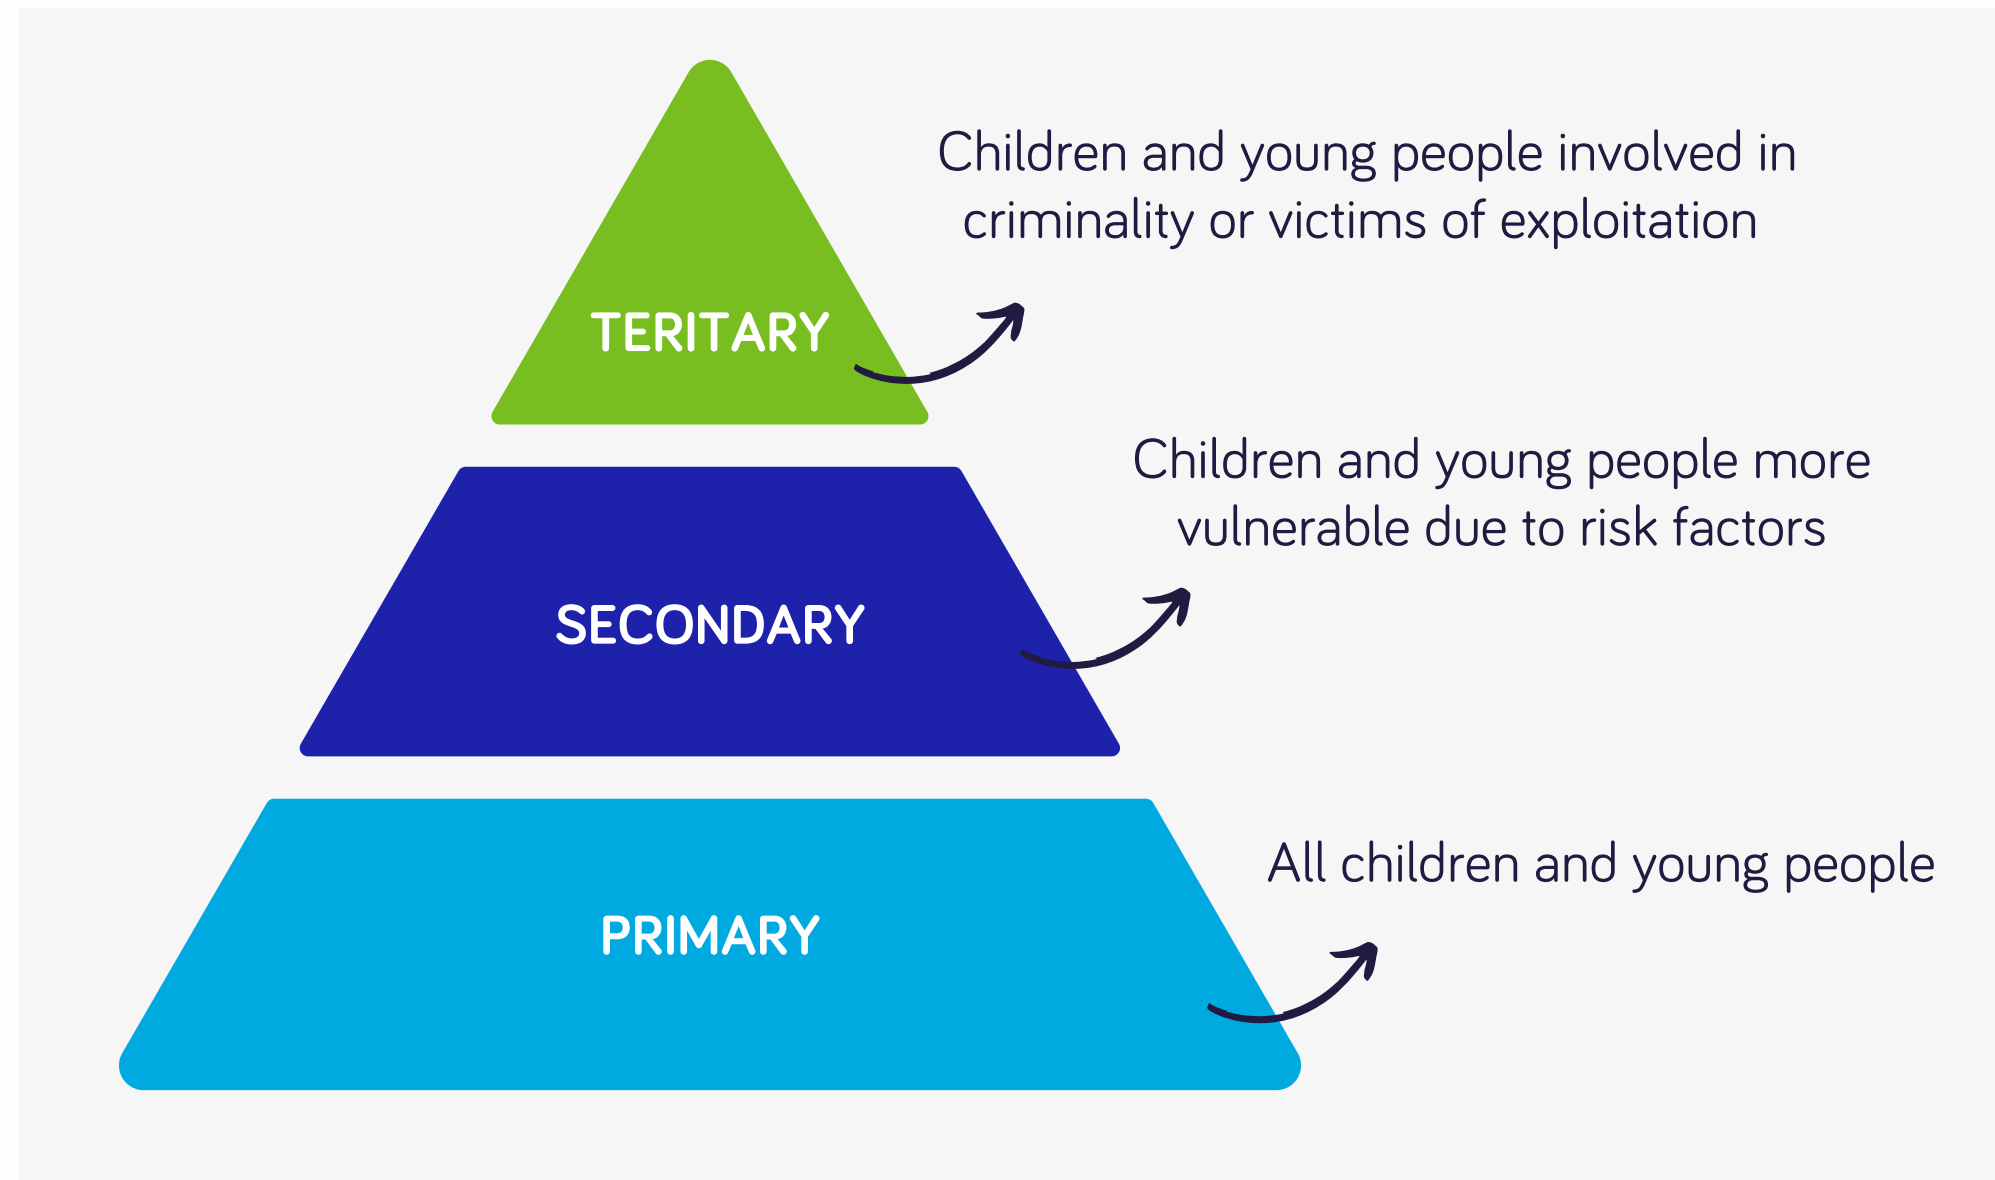 Children and young people involved in
criminality or victims of exploitation
TERITARY
Children and young people more
vulnerable due to risk factors
SECONDARY
All children and young people
PRIMARY